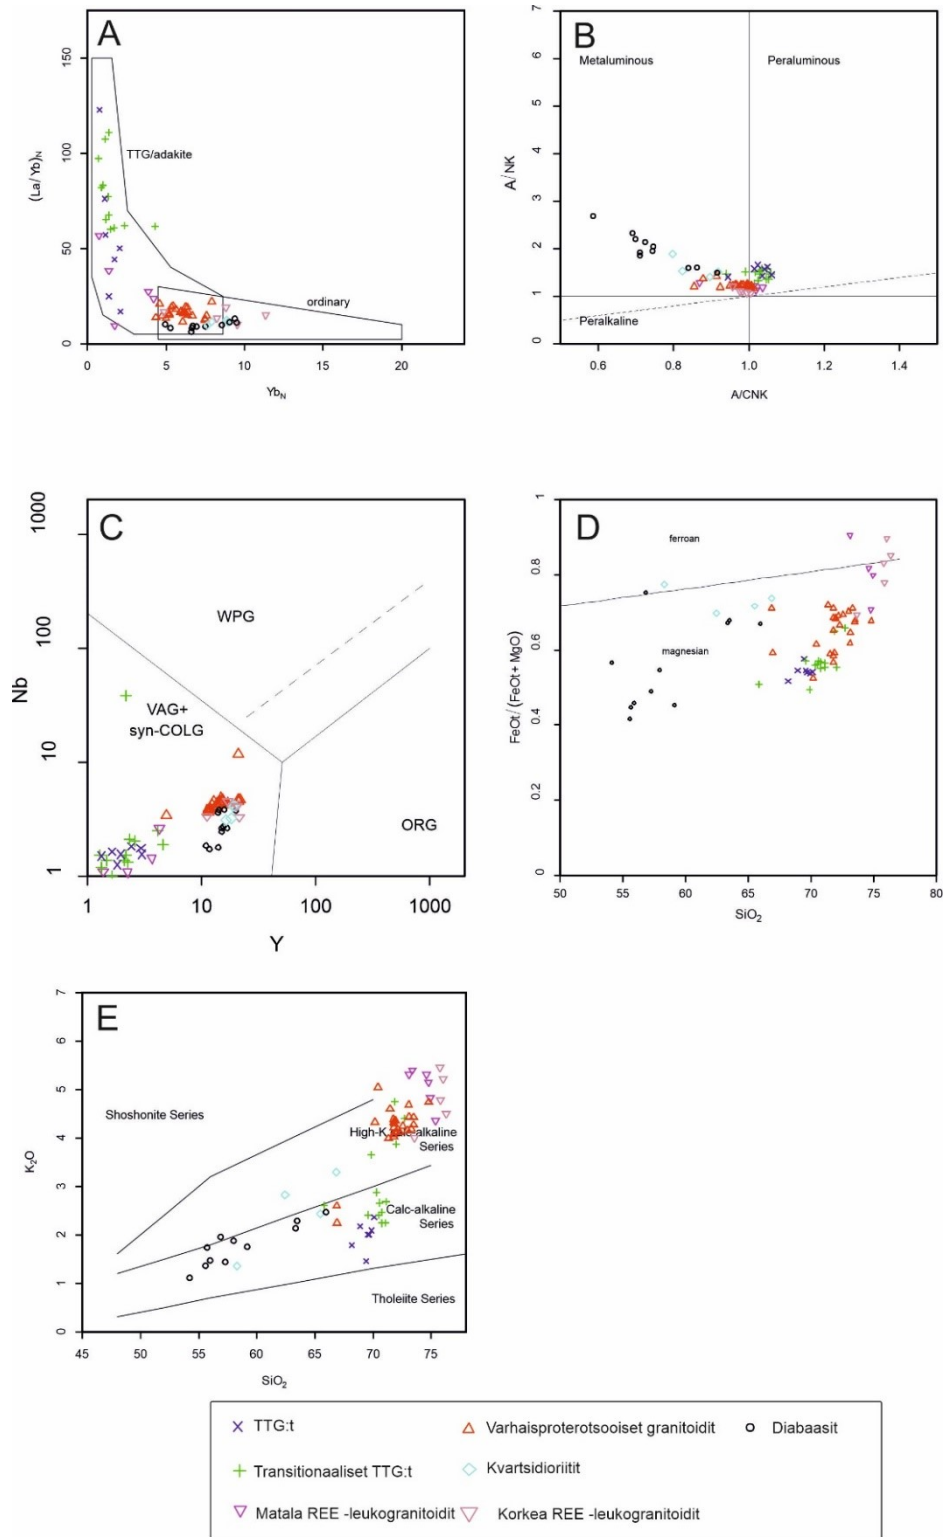 A
150
100
50
0
(La/Yb)N
TTG/adakite
ordinary
0 5 10 15 20
YbN
B
7
6
5
4
3
2
1
0
A/NK
Metaluminous
Peraluminous
Peralkaline
0.6 0.8 1.0 1.2 1.4
A/CNK
C
1000
100
10
1
Nb
WPG
VAG+
syn-COLG
ORG
1 10 100 1000
Y
D
1
0.8
0.6
0.4
0.2
0
FeOt/(FeOt+MgO)
ferroan
magnesian
50 55 60 65 70 75 80
SiO2
E
7
6
5
4
3
2
1
0
K2O
Shoshonite Series
High-K calc-alkaline
Series
Calc-alkaline
Series
Tholeiite Series
45 50 55 60 65 70 75
SiO2
TTG:t Varhaisproterotsooiset granitoidit Diabaasit
Transitionaaliset TTG:t Kvartsidioriitit
Matala REE -leukogranitoidit Korkea REE -leukogranitoidit